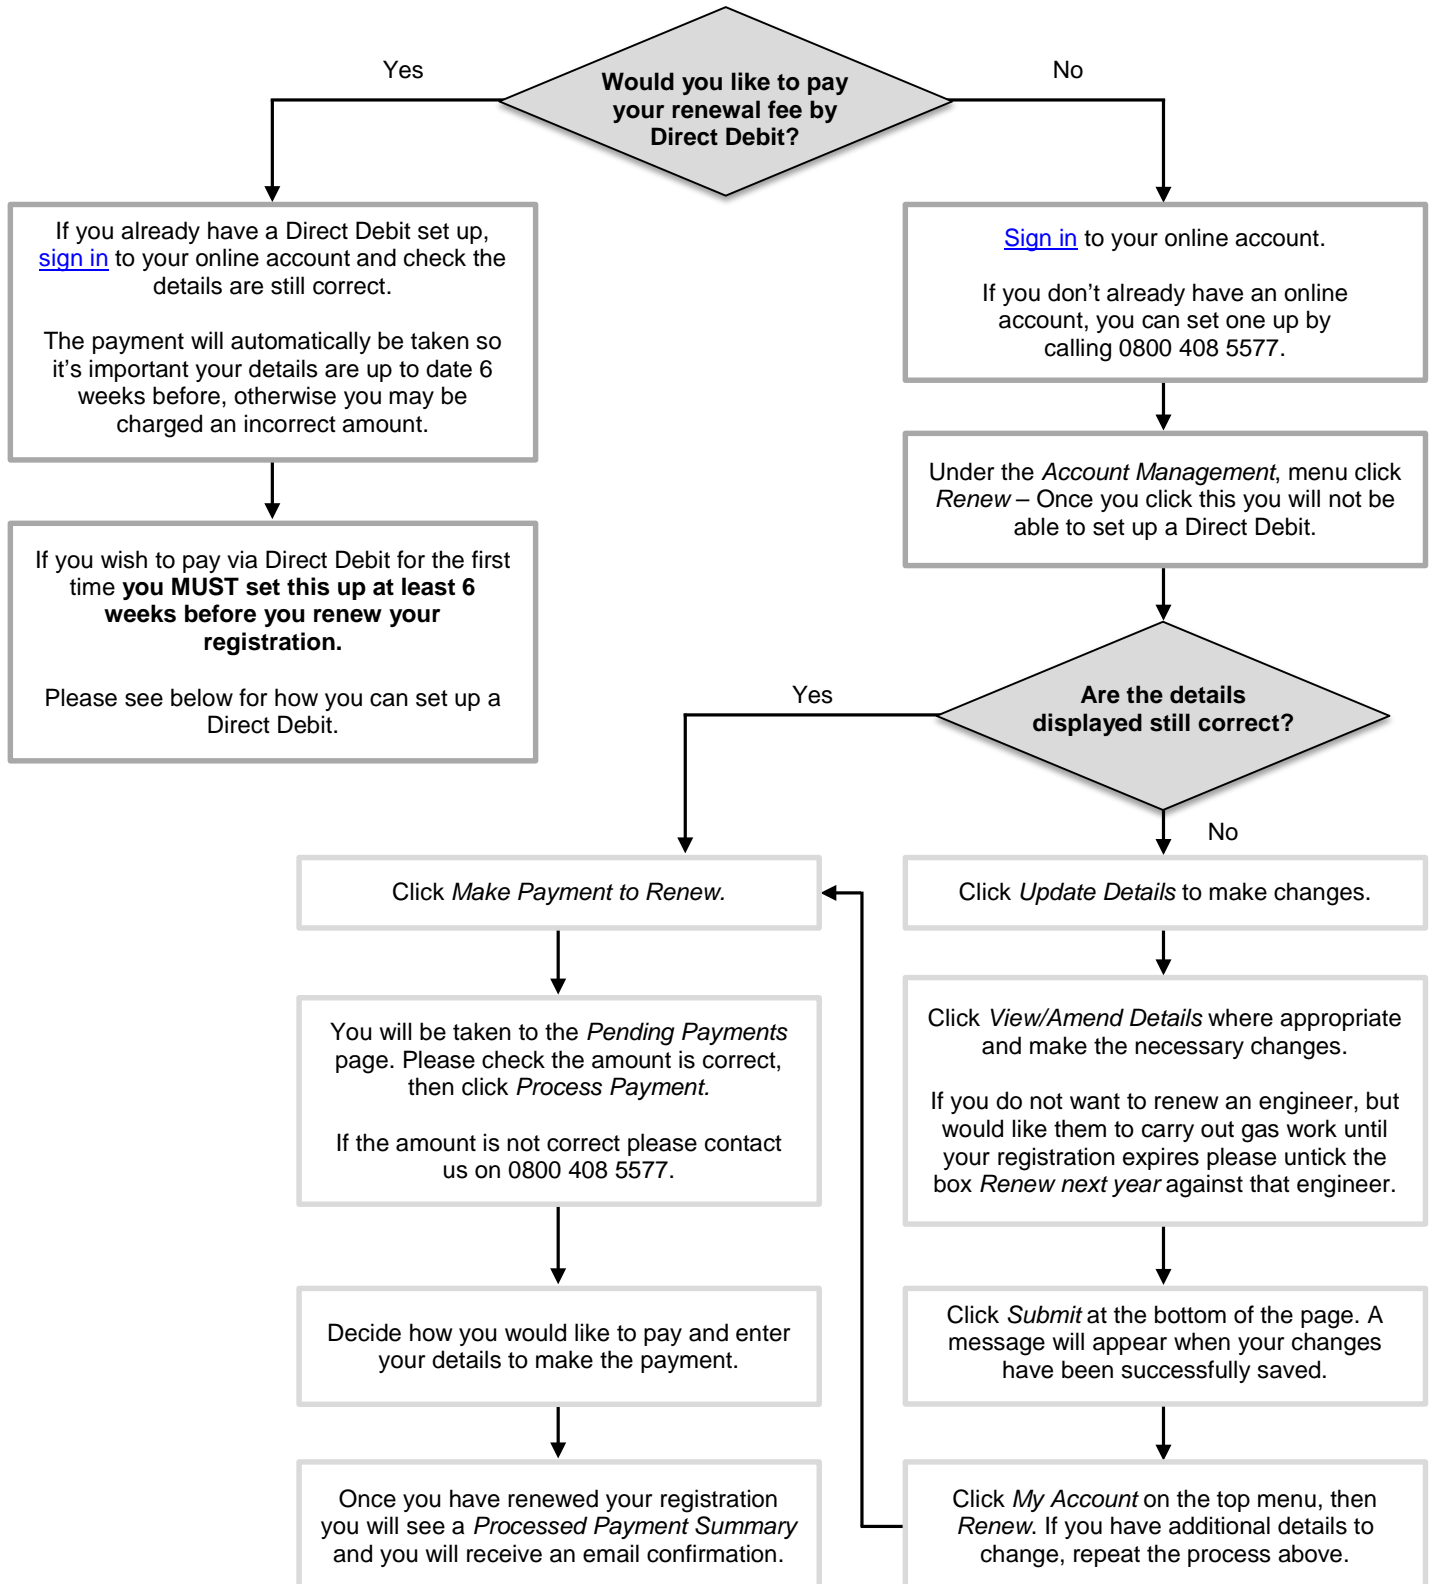 Would you like to pay
your renewal fee by
Direct Debit?
Yes
No
If you already have a Direct Debit set up,
sign in to your online account and check the
details are still correct.
The payment will automatically be taken so
it’s important your details are up to date 6
weeks before, otherwise you may be
charged an incorrect amount.
If you wish to pay via Direct Debit for the first
time you MUST set this up at least 6
weeks before you renew your
registration.
Please see below for how you can set up a
Direct Debit.
Sign in to your online account.
If you don’t already have an online
account, you can set one up by
calling 0800 408 5577.
Under the Account Management, menu click
Renew – Once you click this you will not be
able to set up a Direct Debit.
Are the details
displayed still correct?
Yes
No
Click Make Payment to Renew.
You will be taken to the Pending Payments
page. Please check the amount is correct,
then click Process Payment.
If the amount is not correct please contact
us on 0800 408 5577.
Decide how you would like to pay and enter
your details to make the payment.
Once you have renewed your registration
you will see a Processed Payment Summary
and you will receive an email confirmation.
Click Update Details to make changes.
Click View/Amend Details where appropriate
and make the necessary changes.
If you do not want to renew an engineer, but
would like them to carry out gas work until
your registration expires please untick the
box Renew next year against that engineer.
Click Submit at the bottom of the page. A
message will appear when your changes
have been successfully saved.
Click My Account on the top menu, then
Renew. If you have additional details to
change, repeat the process above.